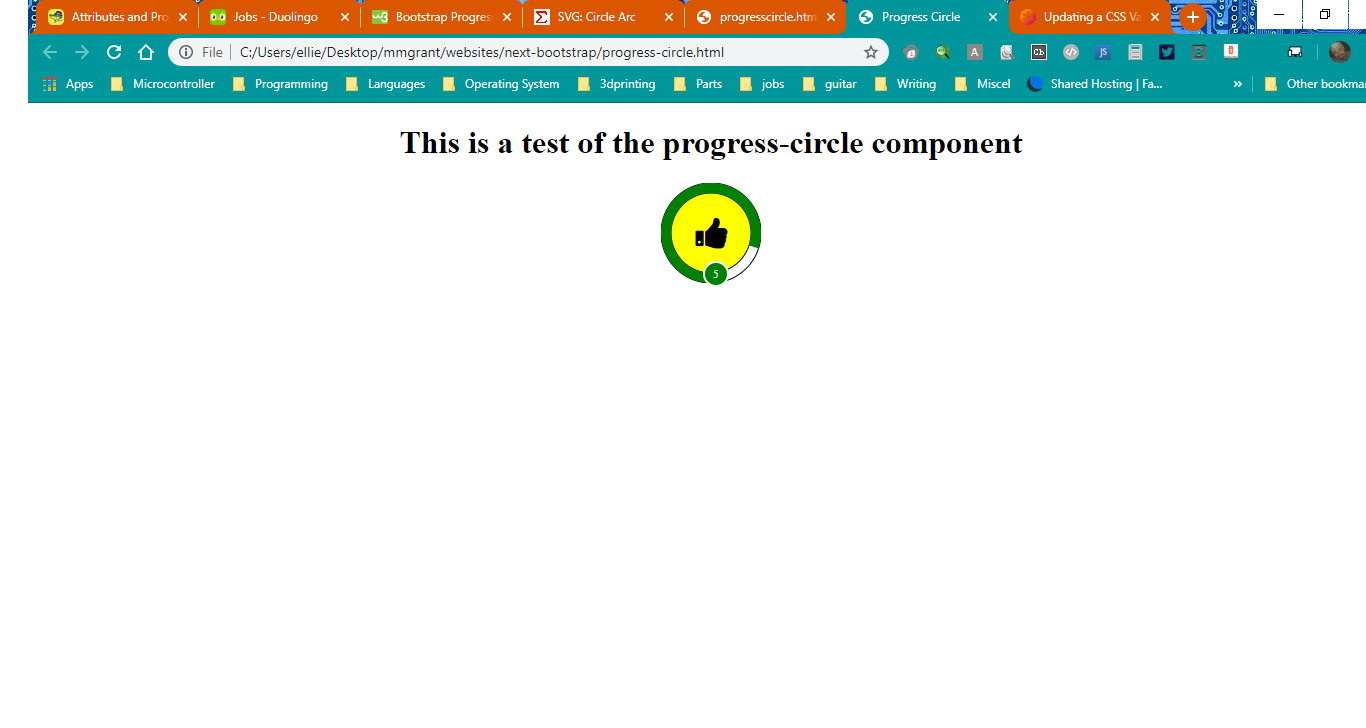 Attributes and Pro
Jobs - Duolingo
Bootstrap Progres
SVG: Circle Arc
progresscircle.htm
Progress Circle
Updating a CSS Va
File
C:/Users/ellie/Desktop/mmgrant/websites/next-bootstrap/progress-circle.html
Apps
Microcontroller
Programming
Languages
Operating System
3dprinting
Parts
jobs
guitar
Writing
Miscel
Shared Hosting | Fa...
»
Other bookmar
This is a test of the progress-circle component
5